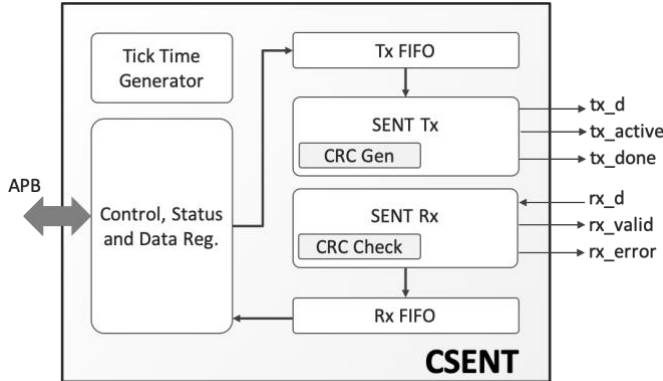 Tick Time
Generator
Tx FIFO
SENT Tx
CRC Gen
tx_d
tx_active
tx_done
APB
Control, Status
and Data Reg.
SENT Rx
CRC Check
rx_d
rx_valid
rx_error
Rx FIFO
CSENT